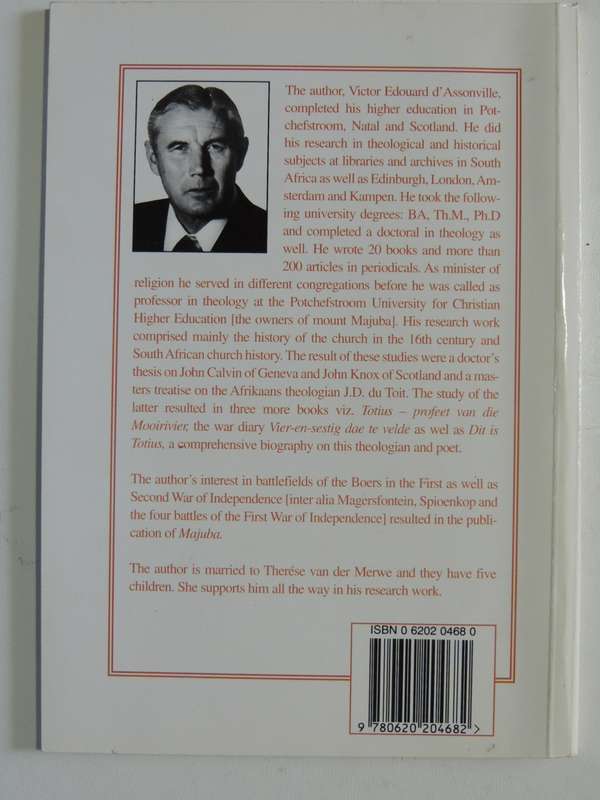 The author, Victor Edouard d'Assonville,
completed his higher education in Pot-
chefstroom, Natal and Scotland. He did
his research in theological and historical
subjects at libraries and archives in South
Africa as well as Edinburgh, London, Am-
sterdam and Kampen. He took the follow-
ing university degrees: BA, Th.M., Ph.D
and completed a doctoral in theology as
well. He wrote 20 books and more than
200 articles in periodicals. As minister of
religion he served in different congregations before he was called as
professor in theology at the Potchefstroom University for Christian
Higher Education [the owners of mount Majuba]. His research work
comprised mainly the history of the church in the 16th century and
South African church history. The result of these studies were a doctor's
thesis on John Calvin of Geneva and John Knox of Scotland and a mas-
ters treatise on the Afrikaans theologian J.D. du Toit. The study of the
latter resulted in three more books viz. Totius – profeet van die
Mooirivier, the war diary Vier-en-sestig dae te velde as wel as Dit is
Totius, a comprehensive biography on this theologian and poet.
The author's interest in battlefields of the Boers in the First as well as
Second War of Independence [inter alia Magersfontein, Spioenkop and
the four battles of the First War of Independence] resulted in the publi-
cation of Majuba.
The author is married to Therése van der Merwe and they have five
children. She supports him all the way in his research work.
ISBN 0 6202 0468 0
9 780620 204682 >